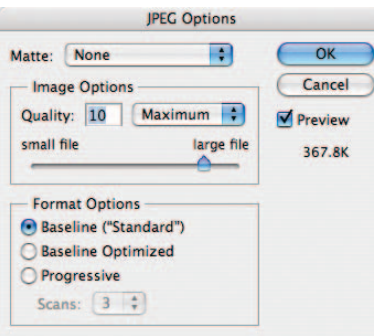 JPEG Options
Matte: None
OK
Image Options
Cancel
Quality: 10 Maximum
Preview
small file large file
367.8K
Format Options
Baseline ("Standard")
Baseline Optimized
Progressive
Scans: 3